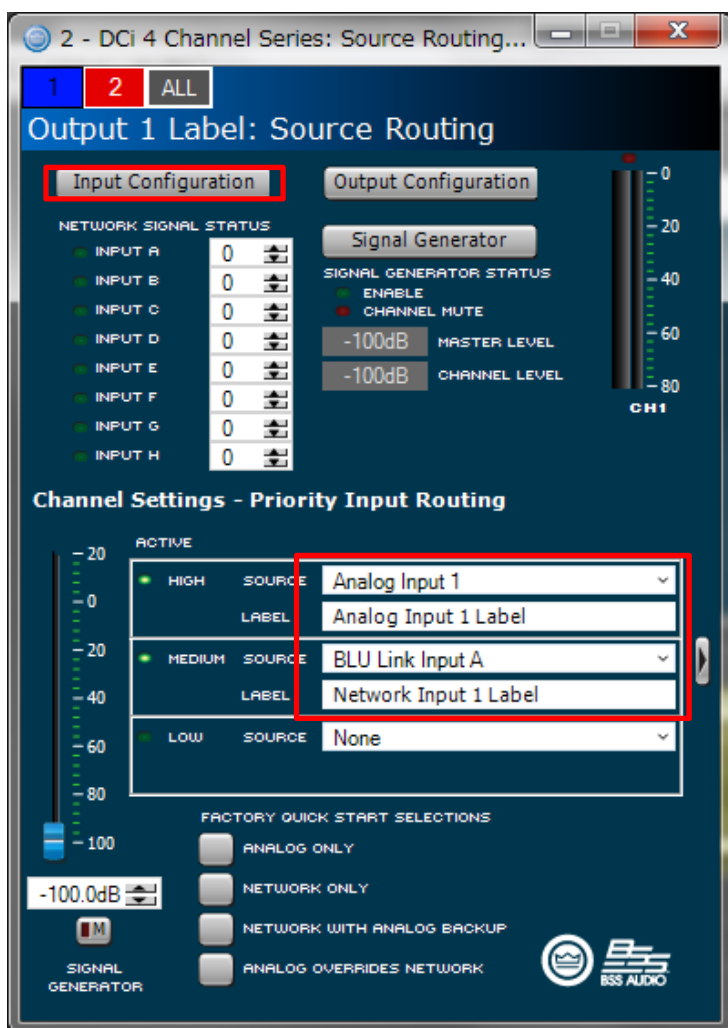 2 - DCi 4 Channel Series: Source Routing...
1 2 ALL
Output 1 Label: Source Routing
Input Configuration
Output Configuration
NETWORK SIGNAL STATUS
INPUT A 0
INPUT B 0
INPUT C 0
INPUT D 0
INPUT E 0
INPUT F 0
INPUT G 0
INPUT H 0
Signal Generator
SIGNAL GENERATOR STATUS
ENABLE
CHANNEL MUTE
-100dB MASTER LEVEL
-100dB CHANNEL LEVEL
0
20
40
60
80
CH1
Channel Settings - Priority Input Routing
20
0
20
40
60
80
100
-100.0dB
M
SIGNAL
GENERATOR
ACTIVE
HIGH SOURCE Analog Input 1
LABEL Analog Input 1 Label
MEDIUM SOURCE BLU Link Input A
LABEL Network Input 1 Label
LOW SOURCE None
FACTORY QUICK START SELECTIONS
ANALOG ONLY
NETWORK ONLY
NETWORK WITH ANALOG BACKUP
ANALOG OVERRIDES NETWORK
BSS
BSS AUDIO